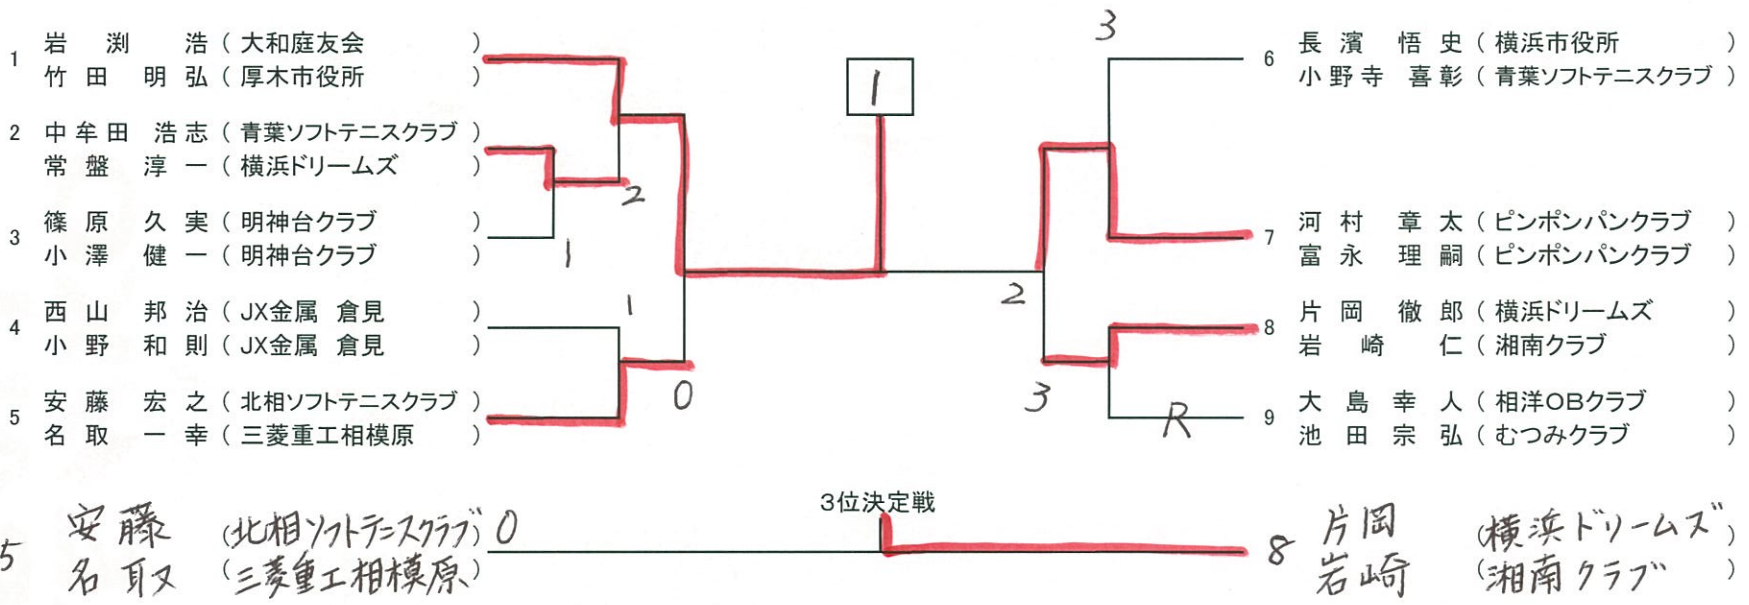 1 岩渕 浩 ( 大和庭友会 )
竹田 明弘 ( 厚木市役所 )
2 中牟田 浩志 ( 青葉ソフトテニスクラブ )
常盤 淳一 ( 横浜ドリームズ )
2
3 篠原 久実 ( 明神台クラブ )
小澤 健一 ( 明神台クラブ )
1
4 西山 邦治 ( JX金属 倉見 )
小野 和則 ( JX金属 倉見 )
1
5 安藤 宏之 ( 北相ソフトテニスクラブ )
名取 一幸 ( 三菱重工相模原 )
0
1
3
6 長濱 悟史 ( 横浜市役所 )
小野寺 喜彰 ( 青葉ソフトテニスクラブ )
7 河村 章太 ( ピンポンパンクラブ )
富永 理嗣 ( ピンポンパンクラブ )
2
8 片岡 徹郎 ( 横浜ドリームズ )
岩崎 仁 ( 湘南クラブ )
3
R
9 大島 幸人 ( 相洋OBクラブ )
池田 宗弘 ( むつみクラブ )
3位決定戦
5 安藤 (北相ソフトテニスクラブ) 0
名取 (三菱重工相模原)
8 片岡 (横浜ドリームズ)
岩崎 (湘南クラブ)